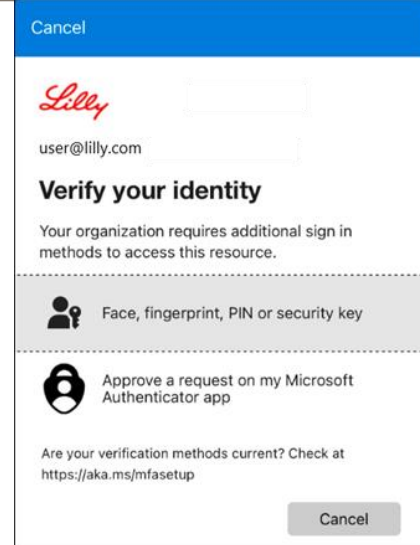 Cancel
Lilly
user@lilly.com
Verify your identity
Your organization requires additional sign in
methods to access this resource.
Face, fingerprint, PIN or security key
Approve a request on my Microsoft
Authenticator app
Are your verification methods current? Check at
https://aka.ms/mfasetup
Cancel